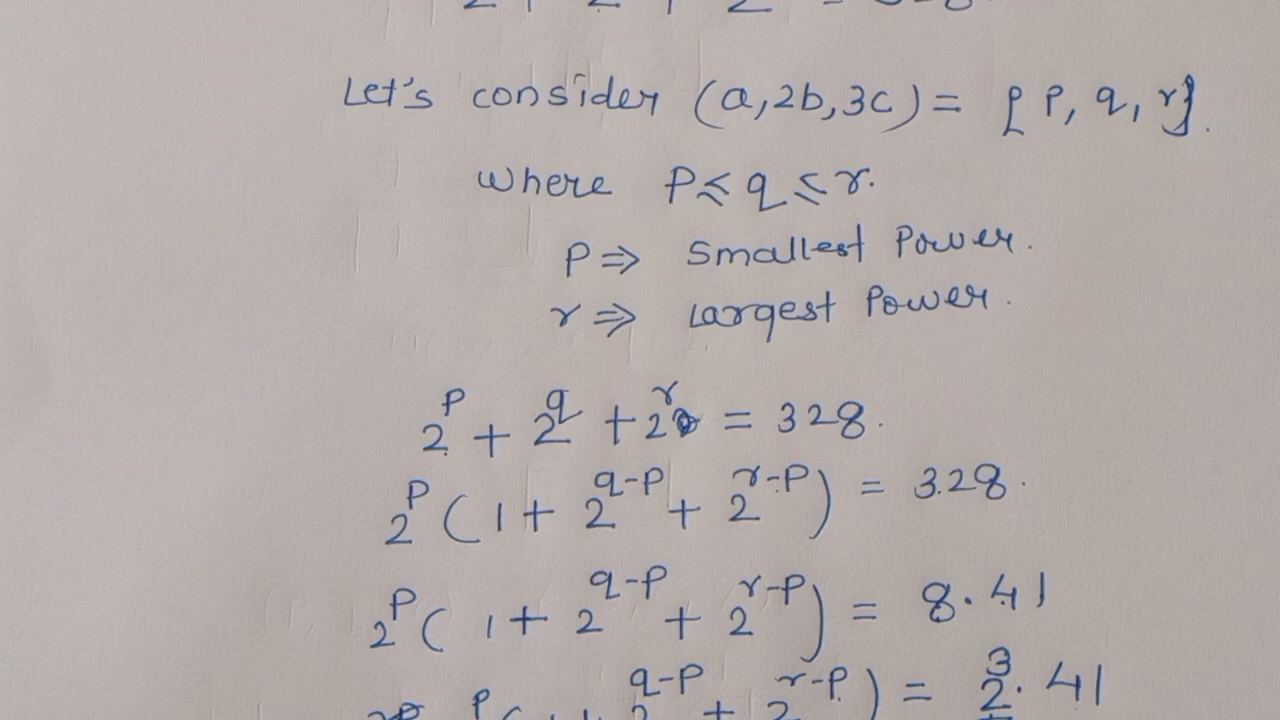 Let's consider (a,2b,3c) = {P, q, r}.
where P ≤ q ≤ r.
P ⇒ Smallest Power.
r ⇒ Largest Power.
2^P + 2^q + 2^r = 328.
2^P (1 + 2^(q-P) + 2^(r-P)) = 328.
2^P (1 + 2^(q-P) + 2^(r-P)) = 8.41
q-P r-P) = 2^3. 41